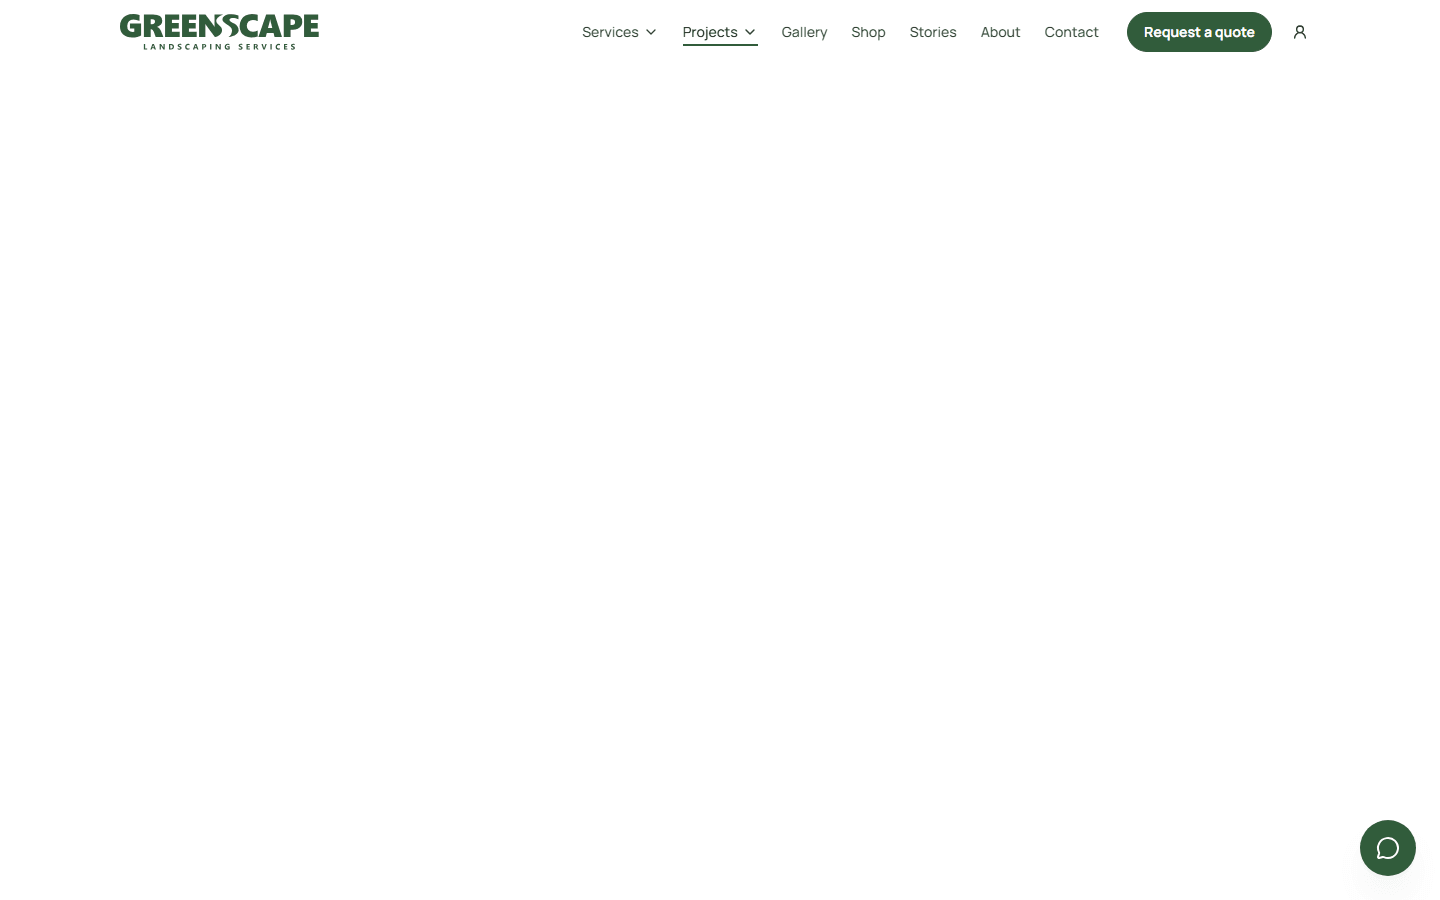 GREENSCAPE
LANDSCAPING SERVICES
Services
Projects
Gallery
Shop
Stories
About
Contact
Request a quote